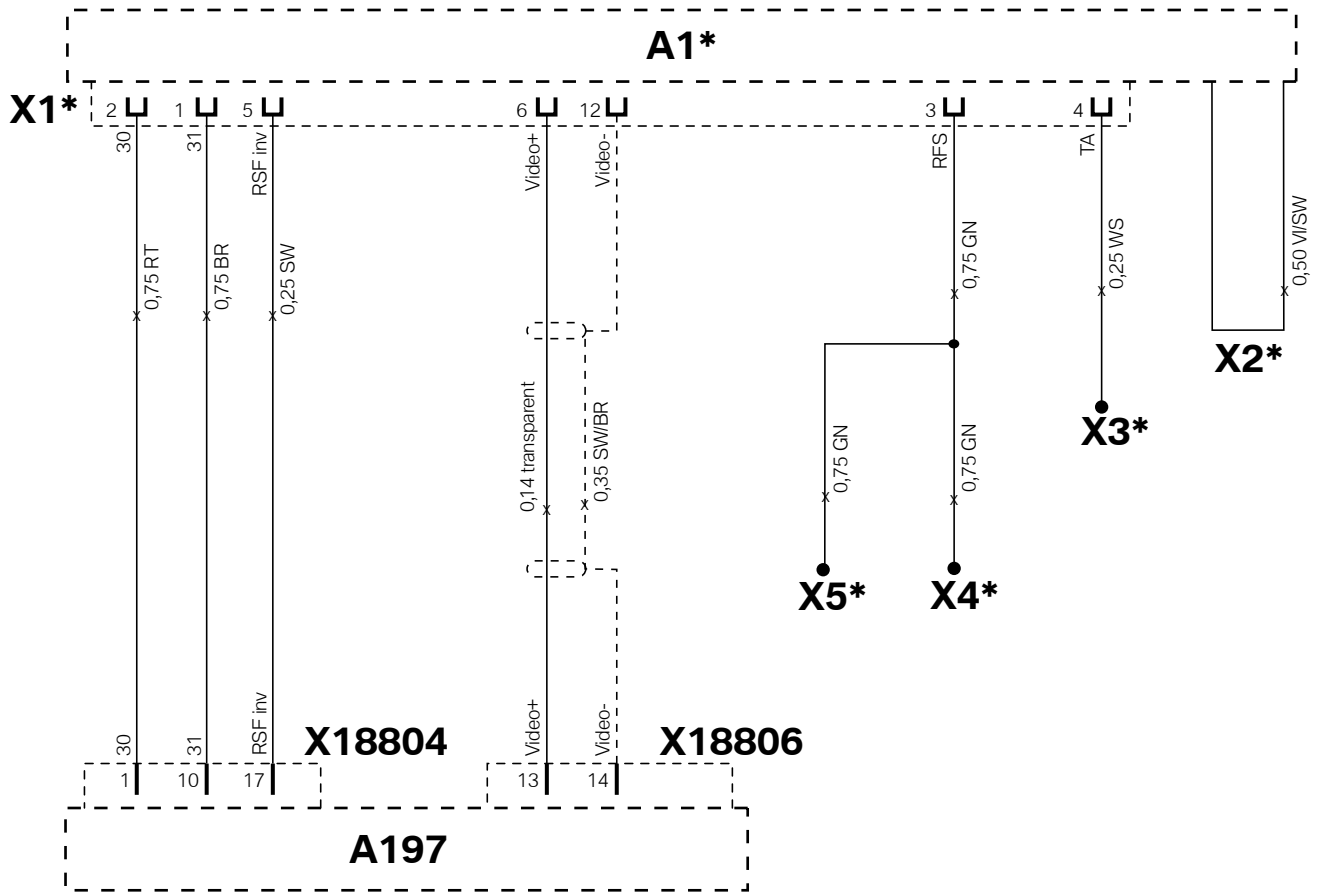 A1*
X1*
2
1
5
6
12
3
4
30
31
RSF inv
Video+
Video-
RFS
TA
0,75 RT
0,75 BR
0,25 SW
0,75 GN
0,25 WS
0,50 VI/SW
X2*
X3*
0,14 transparent
0,35 SW/BR
0,75 GN
0,75 GN
X5*
X4*
30
31
RSF inv
X18804
Video+
Video-
X18806
1
10
17
13
14
A197